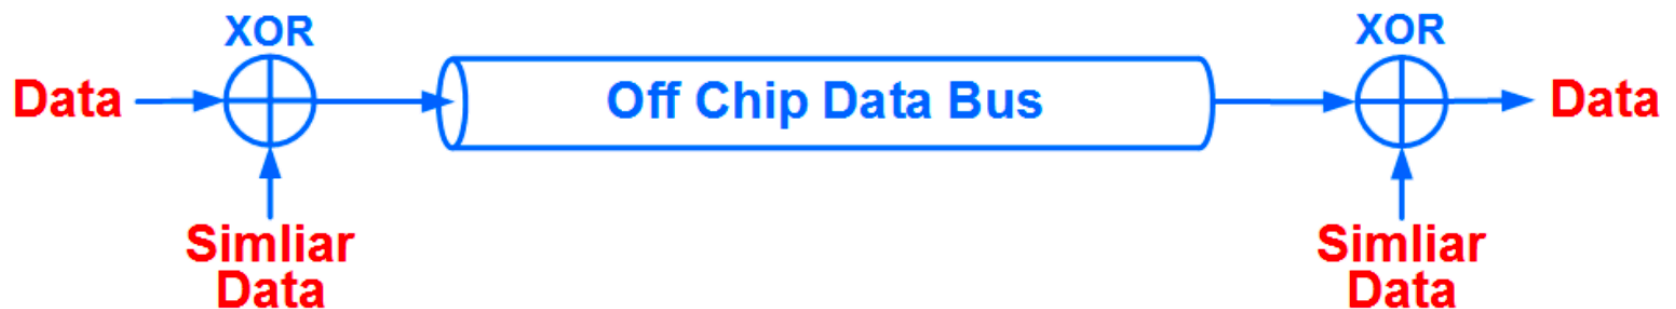 XOR
XOR
Data
Off Chip Data Bus
Data
Simliar
Data
Simliar
Data